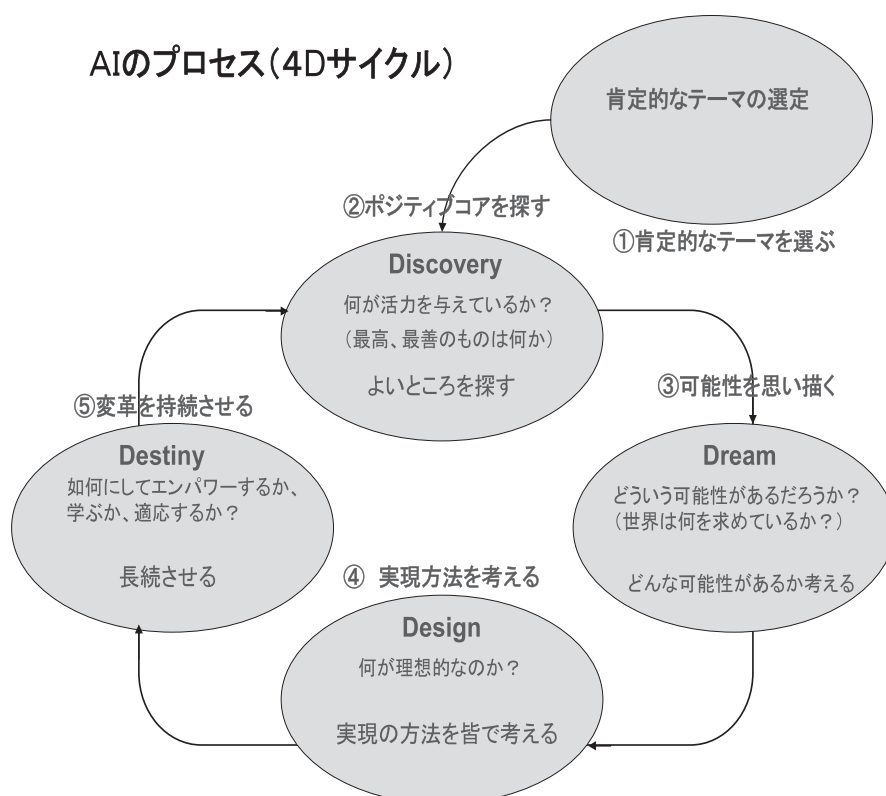 AIのプロセス(4Dサイクル)
肯定的なテーマの選定
①肯定的なテーマを選ぶ
②ポジティブコアを探す
Discovery
何が活力を与えているか?
(最高、最善のものは何か)
よいところを探す
③可能性を思い描く
Dream
どういう可能性があるだろうか?
(世界は何を求めているか?)
どんな可能性があるか考える
④ 実現方法を考える
Design
何が理想的なのか?
実現の方法を皆で考える
⑤変革を持続させる
Destiny
如何にしてエンパワーするか、
学ぶか、適応するか?
長続させる